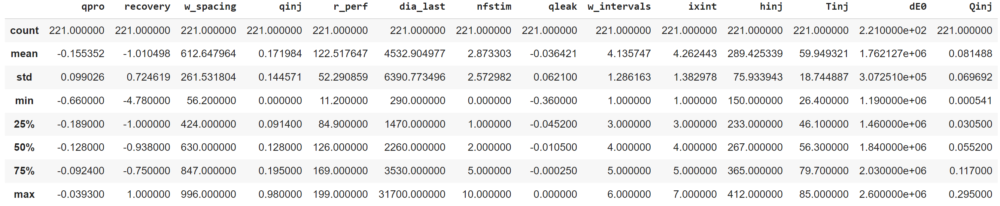 qpro recovery w_spacing qinj r_perf dia_last nfstim qleak w_intervals ixint hinj Tinj dE0 Qinj
count 221.000000 221.000000 221.000000 221.000000 221.000000 221.000000 221.000000 221.000000 221.000000 221.000000 221.000000 221.000000 2.210000e+02 221.000000
mean -0.155352 -1.010498 612.647964 0.171984 122.517647 4532.904977 2.873303 -0.036421 4.135747 4.262443 289.425339 59.949321 1.762127e+06 0.081488
std 0.099026 0.724619 261.531804 0.144571 52.290859 6390.773496 2.572982 0.062100 1.286163 1.382978 75.933943 18.744887 3.072510e+05 0.069692
min -0.660000 -4.780000 56.200000 0.000000 11.200000 290.000000 0.000000 -0.360000 1.000000 1.000000 150.000000 26.400000 1.190000e+06 0.000541
25% -0.189000 -1.000000 424.000000 0.091400 84.900000 1470.000000 1.000000 -0.045200 3.000000 3.000000 233.000000 46.100000 1.460000e+06 0.030500
50% -0.128000 -0.938000 630.000000 0.128000 126.000000 2260.000000 2.000000 -0.010500 4.000000 4.000000 267.000000 56.300000 1.840000e+06 0.055200
75% -0.092400 -0.750000 847.000000 0.195000 169.000000 3530.000000 5.000000 -0.000250 5.000000 5.000000 365.000000 79.700000 2.030000e+06 0.117000
max -0.039300 1.000000 996.000000 0.980000 199.000000 31700.000000 10.000000 0.000000 6.000000 7.000000 412.000000 85.000000 2.600000e+06 0.295000